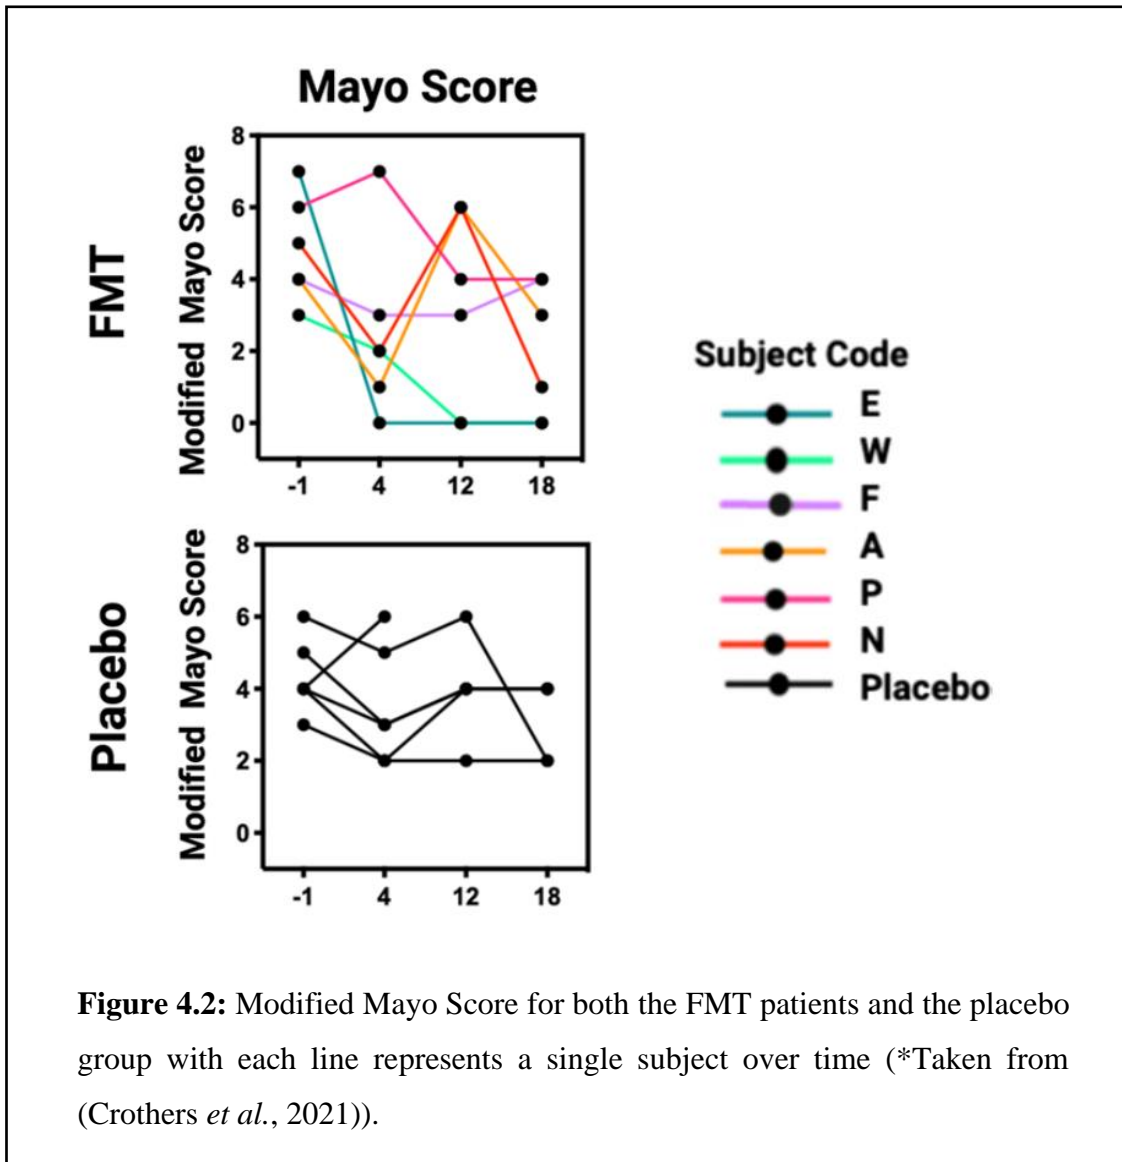 Mayo Score
FMT
Modified Mayo Score
8
6
4
2
0
-1 4 12 18
Subject Code
E
W
F
A
P
N
Placebo
Placebo
Modified Mayo Score
8
6
4
2
0
-1 4 12 18
Figure 4.2: Modified Mayo Score for both the FMT patients and the placebo
group with each line represents a single subject over time (*Taken from
(Crothers et al., 2021)).